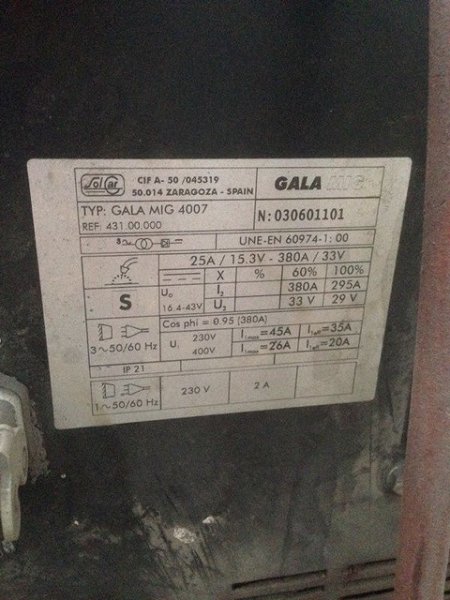 Sol Gar
CIF A- 50 /045319
50.014 ZARAGOZA - SPAIN
GALA MIG
TYP: GALA MIG 4007
REF: 431.00.000
N: 030601101
UNE-EN 60974-1: 00
25A / 15.3V - 380A / 33V
X % 60% 100%
S U₀ I₂ 380A 295A
16.4-43V U₂ 33 V 29 V
Cos phi = 0.95 (380A)
3~50/60 Hz U₁ 230V I₁max=45A I₁eff=35A
400V I₁max=26A I₁eff=20A
IP 21
1~50/60 Hz 230 V 2 A